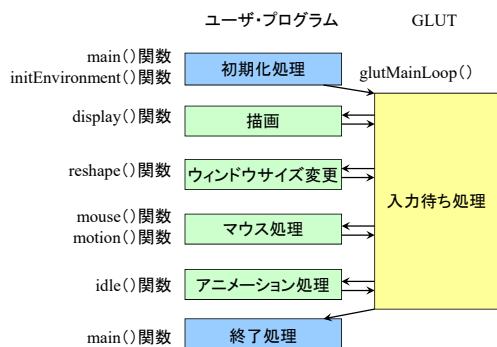 ユーザ・プログラム
GLUT
main()関数
initEnvironment()関数
初期化処理
glutMainLoop()
display()関数
描画
reshape()関数
ウィンドウサイズ変更
入力待ち処理
mouse()関数
motion()関数
マウス処理
idle()関数
アニメーション処理
main()関数
終了処理